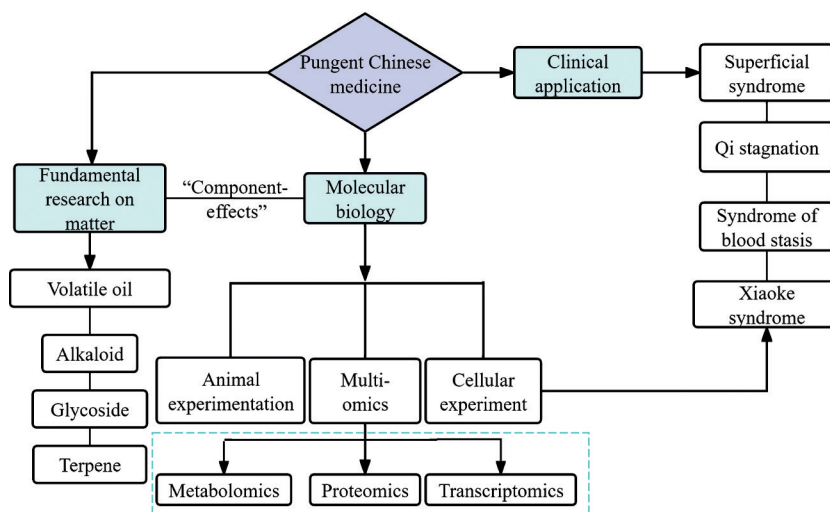 Pungent Chinese
medicine
Clinical
application
Superficial
syndrome
Qi stagnation
Syndrome of
blood stasis
Xiaoke
syndrome
Fundamental
research on
matter
“Component-
effects”
Molecular
biology
Volatile oil
Alkaloid
Glycoside
Terpene
Animal
experimentation
Multi-
omics
Cellular
experiment
Metabolomics
Proteomics
Transcriptomics